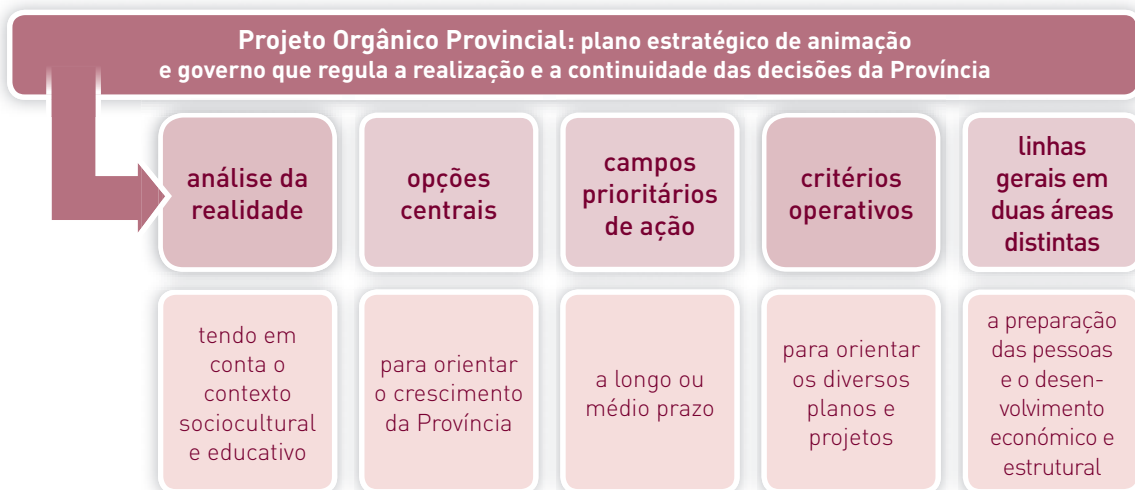 Projeto Orgânico Provincial: plano estratégico de animação
e governo que regula a realização e a continuidade das decisões da Província
análise da
realidade
opções
centrais
campos
prioritários
de ação
critérios
operativos
linhas
gerais em
duas áreas
distintas
tendo em
conta o
contexto
sociocultural
e educativo
para orientar
o crescimento
da Província
a longo ou
médio prazo
para orientar
os diversos
planos e
projetos
a preparação
das pessoas
e o desen-
volvimento
económico e
estrutural